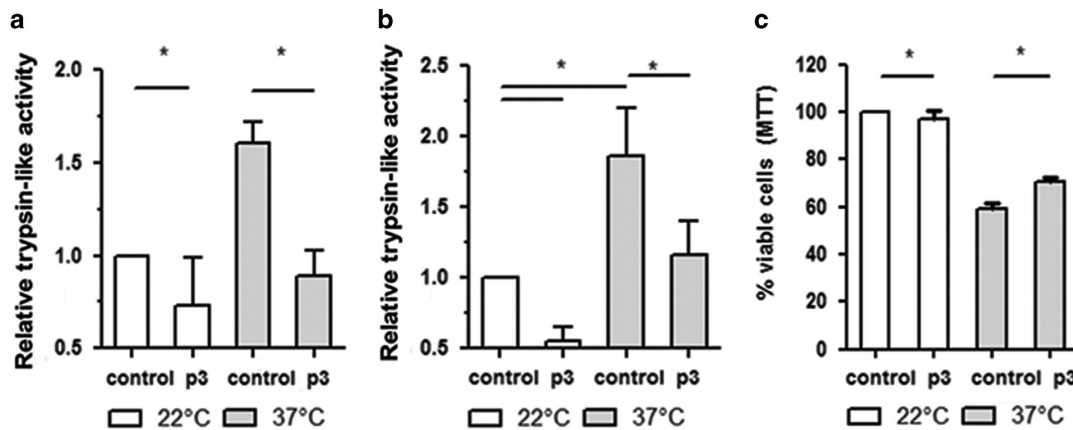 a
Relative trypsin-like activity
*
*
2.0
1.5
1.0
0.5
control p3 control p3
22°C 37°C
b
Relative trypsin-like activity
*
*
2.5
2.0
1.5
1.0
0.5
control p3 control p3
22°C 37°C
c
% viable cells (MTT)
*
*
120
100
80
60
40
20
0
control p3 control p3
22°C 37°C